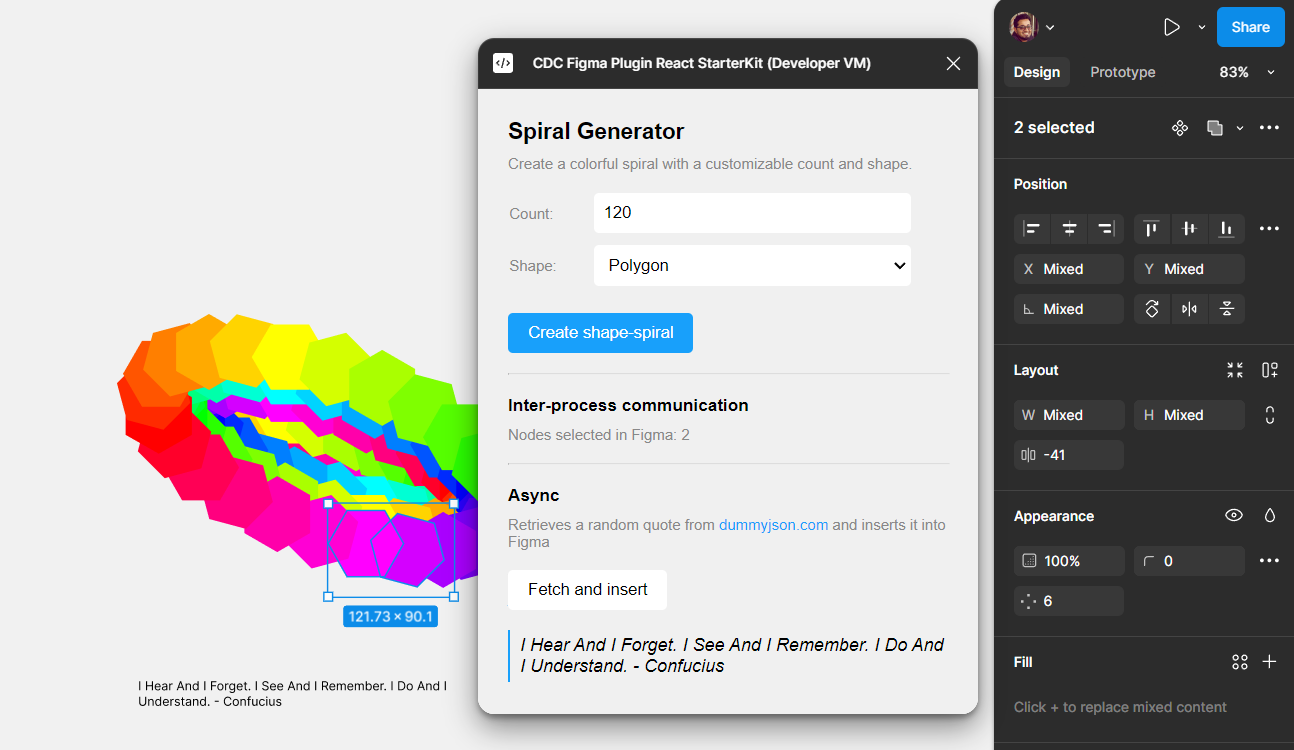 </> CDC Figma Plugin React StarterKit (Developer VM)
Spiral Generator
Create a colorful spiral with a customizable count and shape.
Count: 120
Shape: Polygon
Create shape-spiral
Inter-process communication
Nodes selected in Figma: 2
Async
Retrieves a random quote from dummyjson.com and inserts it into
Figma
Fetch and insert
I Hear And I Forget. I See And I Remember. I Do And
I Understand. - Confucius
121.73 × 90.1
I Hear And I Forget. I See And I Remember. I Do And I
Understand. - Confucius
Share
Design Prototype 83%
2 selected
Position
X Mixed Y Mixed
Mixed
Layout
W Mixed H Mixed
-41
Appearance
100% 0
6
Fill
Click + to replace mixed content